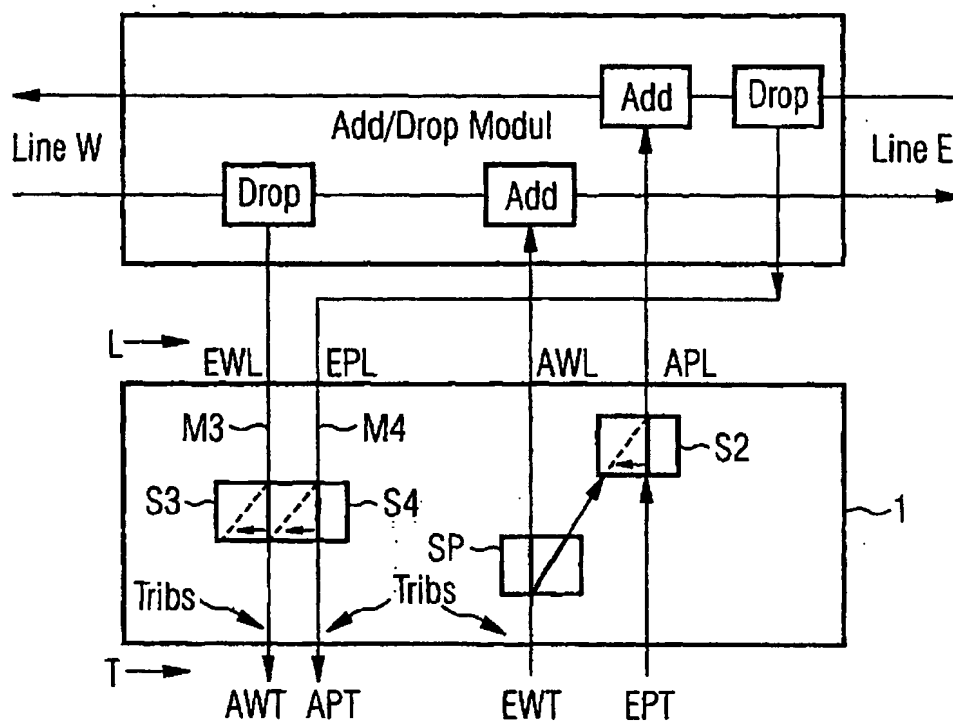 Add Drop
Line W Add/Drop Modul Line E
Drop Add
L
EWL EPL AWL APL
M3 M4 S2
S3 S4 1
SP
Tribs Tribs
T
AWT APT EWT EPT